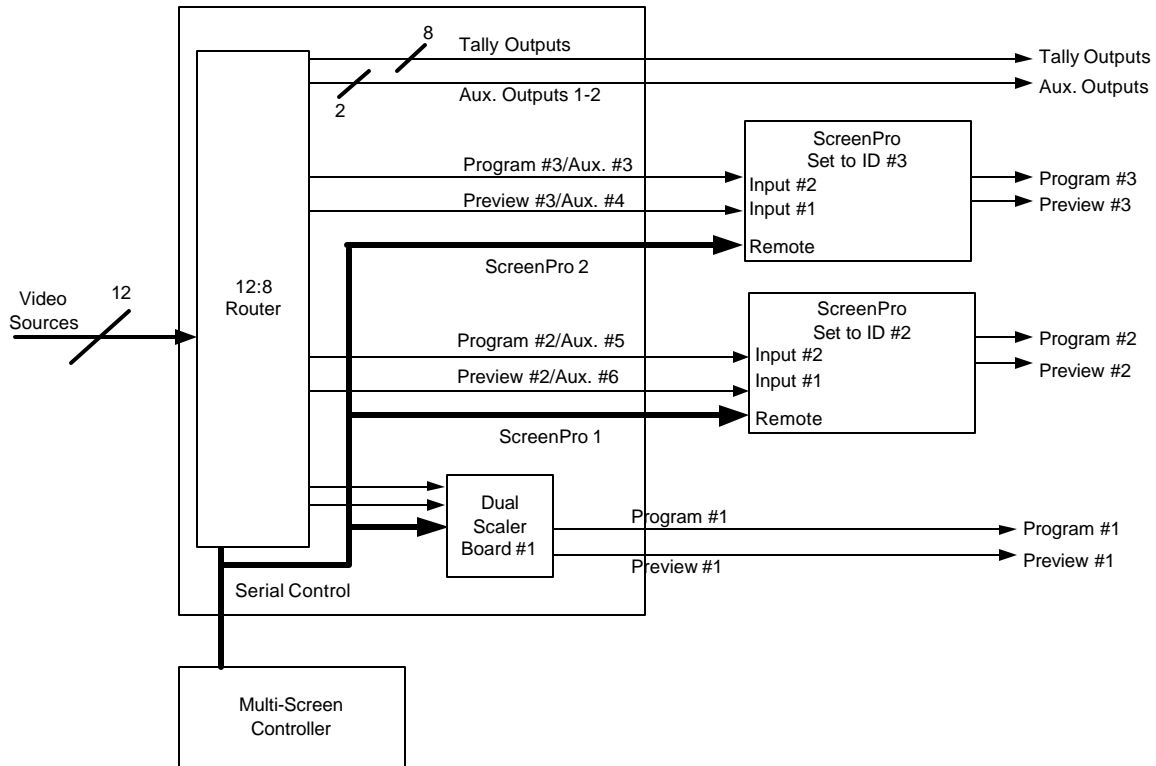 8
Tally Outputs
Tally Outputs
2
Aux. Outputs 1-2
Aux. Outputs
ScreenPro
Set to ID #3
Program #3/Aux. #3
Input #2
Program #3
Preview #3/Aux. #4
Input #1
Preview #3
Remote
ScreenPro 2
12:8
Router
Video
Sources
12
ScreenPro
Set to ID #2
Program #2/Aux. #5
Input #2
Program #2
Preview #2/Aux. #6
Input #1
Preview #2
Remote
ScreenPro 1
Dual
Scaler
Board #1
Program #1
Program #1
Preview #1
Preview #1
Serial Control
Multi-Screen
Controller